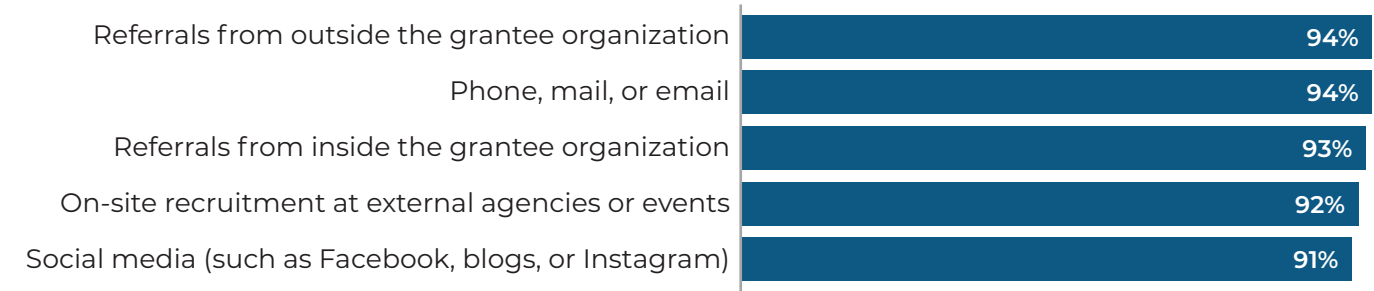 Referrals from outside the grantee organization 94%
Phone, mail, or email 94%
Referrals from inside the grantee organization 93%
On-site recruitment at external agencies or events 92%
Social media (such as Facebook, blogs, or Instagram) 91%